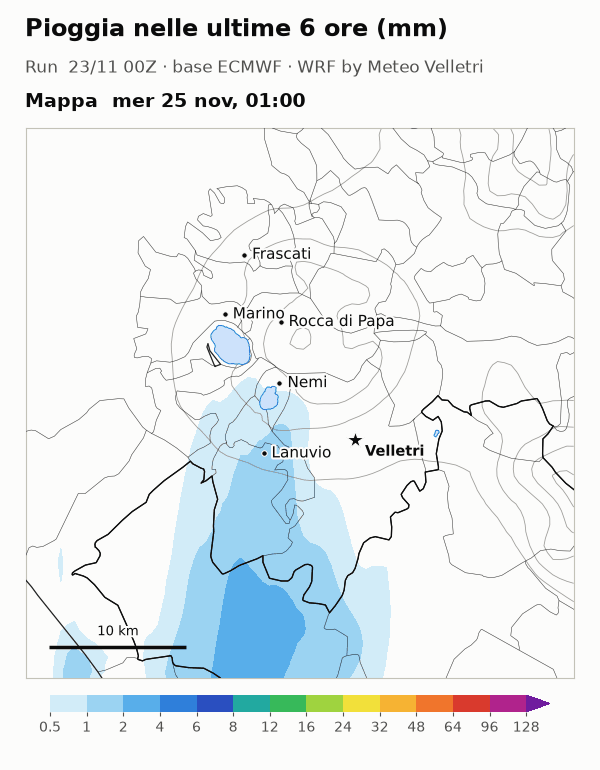 Pioggia nelle ultime 6 ore (mm)
Run  23/11 00Z · base ECMWF · WRF by Meteo Velletri
Mappa  mer 25 nov, 01:00
Frascati
Marino
Rocca di Papa
Nemi
Velletri
Lanuvio
10 km
0.5 1 2 4 6 8 12 16 24 32 48 64 96 128